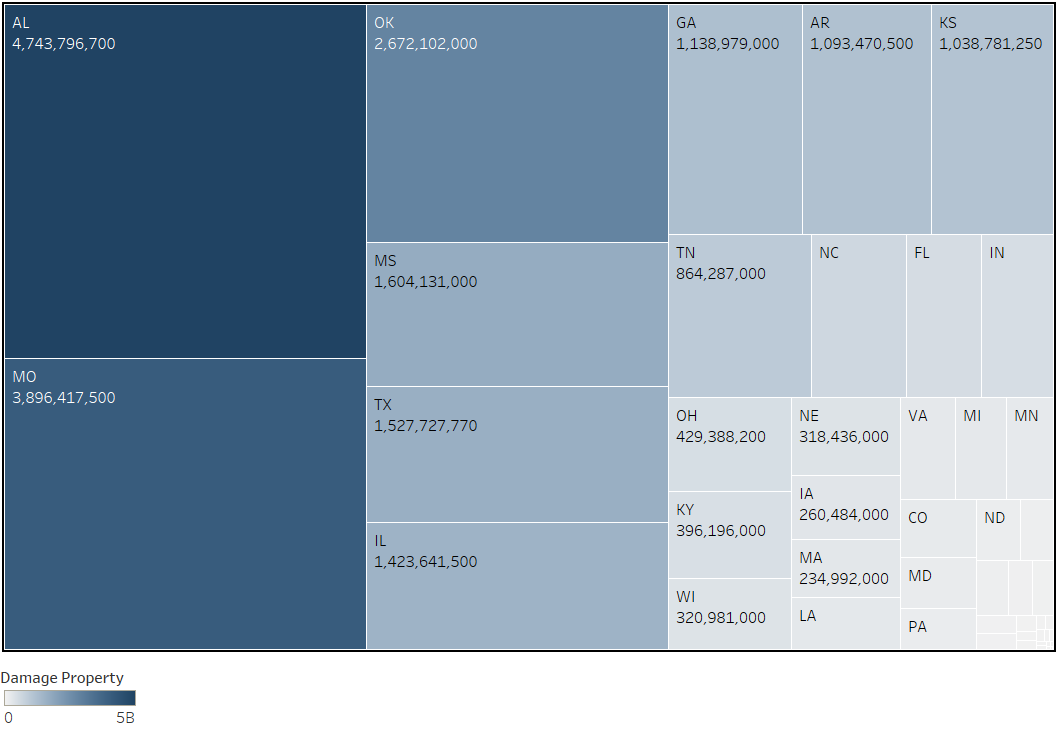 AL
4,743,796,700
MO
3,896,417,500
OK
2,672,102,000
MS
1,604,131,000
TX
1,527,727,770
IL
1,423,641,500
GA
1,138,979,000
AR
1,093,470,500
KS
1,038,781,250
TN
864,287,000
NC
FL
IN
OH
429,388,200
KY
396,196,000
WI
320,981,000
NE
318,436,000
IA
260,484,000
MA
234,992,000
LA
VA
MI
MN
CO
MD
PA
ND
Damage Property
0
5B